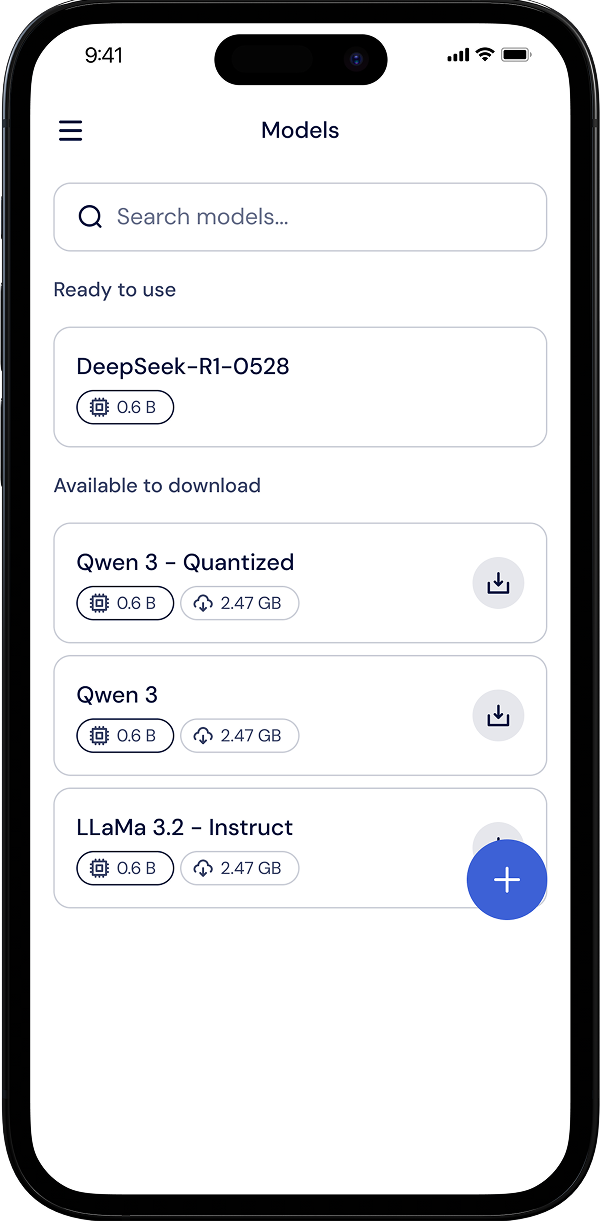 9:41
Models
Search models...
Ready to use
DeepSeek-R1-0528
0.6 B
Available to download
Qwen 3 - Quantized
0.6 B 2.47 GB
Qwen 3
0.6 B 2.47 GB
LLaMa 3.2 - Instruct
0.6 B 2.47 GB